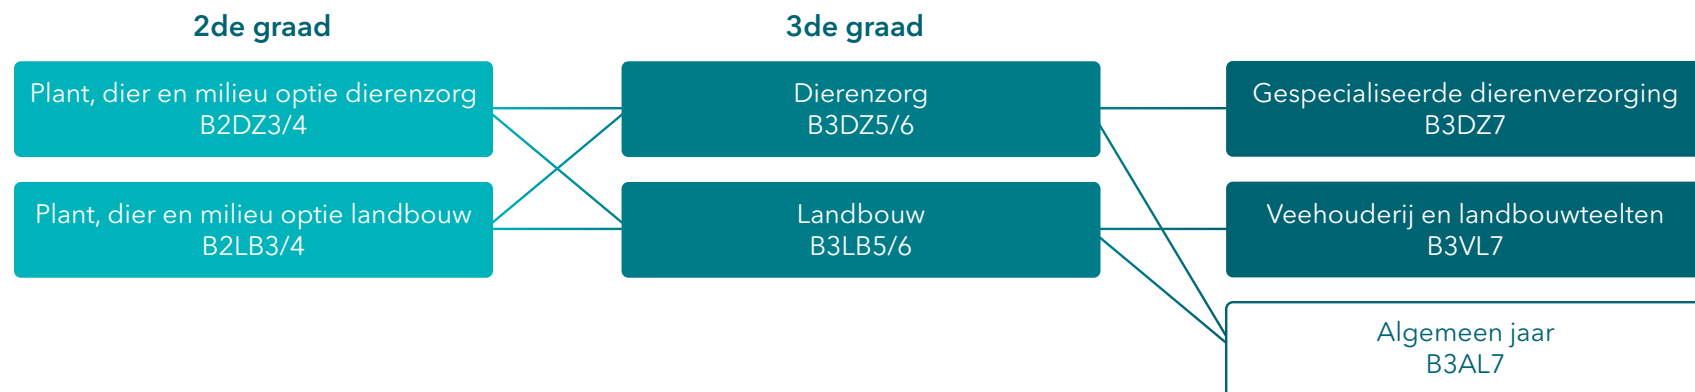 2de graad
3de graad
Plant, dier en milieu optie dierenzorg
B2DZ3/4
Dierenzorg
B3DZ5/6
Gespecialiseerde dierenverzorging
B3DZ7
Plant, dier en milieu optie landbouw
B2LB3/4
Landbouw
B3LB5/6
Veehouderij en landbouwteelten
B3VL7
Algemeen jaar
B3AL7